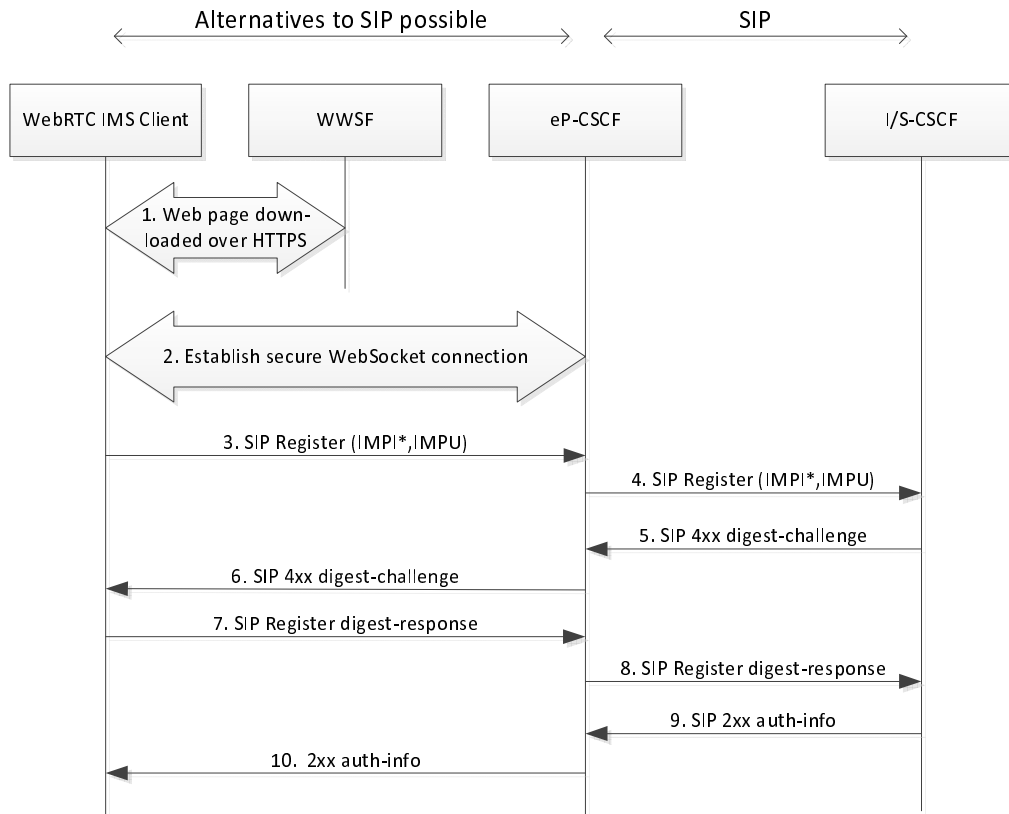 Alternatives to SIP possible
SIP
WebRTC IMS Client
WWSF
eP-CSCF
I/S-CSCF
1. Web page down-
loaded over HTTPS
2. Establish secure WebSocket connection
3. SIP Register (IMPI*,IMPU)
4. SIP Register (IMPI*,IMPU)
5. SIP 4xx digest-challenge
6. SIP 4xx digest-challenge
7. SIP Register digest-response
8. SIP Register digest-response
9. SIP 2xx auth-info
10.  2xx auth-info